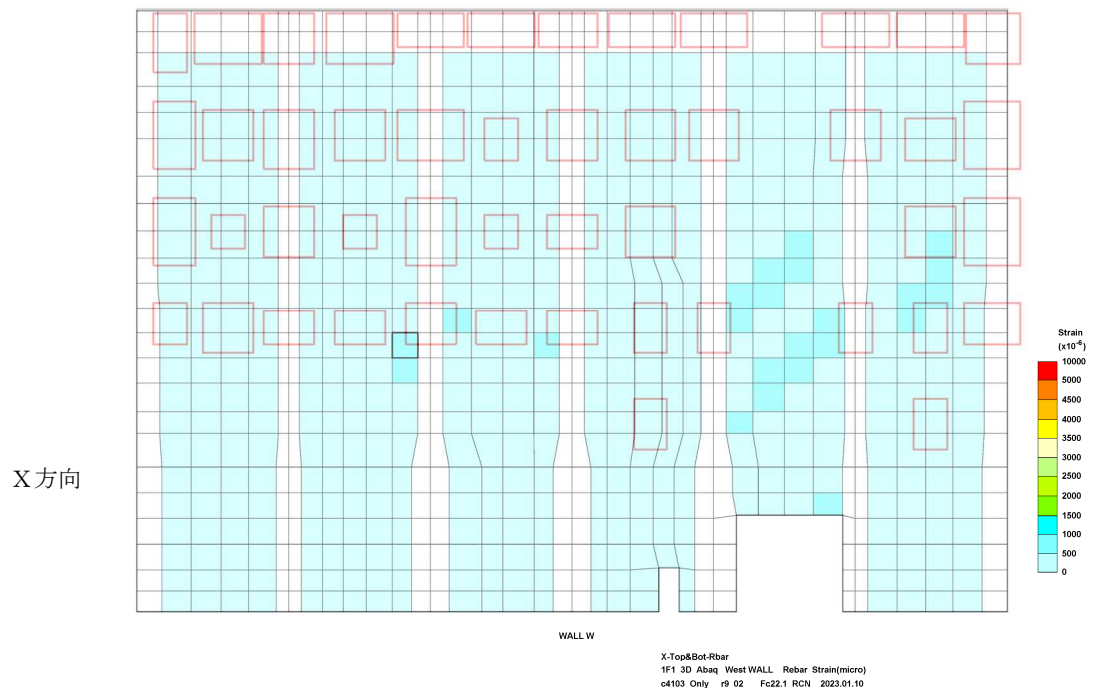 X方向
Strain
(x10⁻⁶)
10000
5000
4500
4000
3500
3000
2500
2000
1500
1000
500
0
WALL W
X-Top&Bot-Rbar
1F1 3D Abaq West WALL Rebar Strain(micro)
c4103 Only r9 02 Fc22.1 RCN 2023.01.10